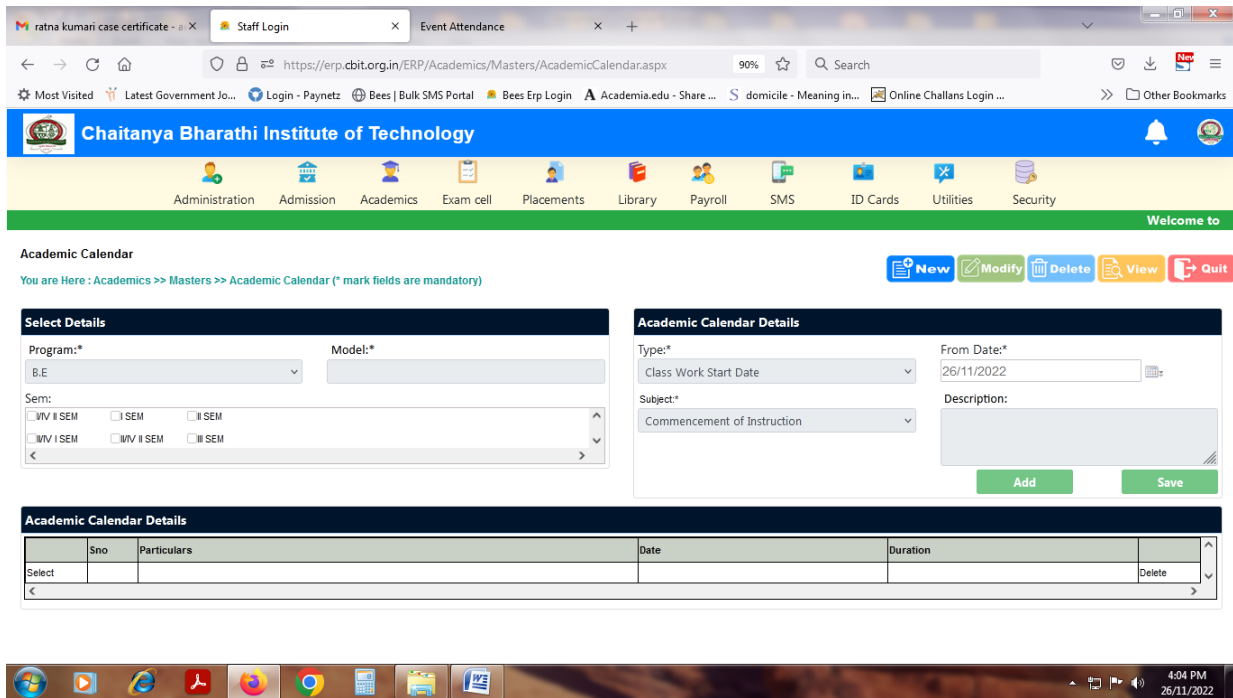 ratna kumari case certificate - a
Staff Login
Event Attendance
https://erp.cbit.org.in/ERP/Academics/Masters/AcademicCalendar.aspx
90%
Search
New
Most Visited
Latest Government Jo...
Login - Paynetz
Bees | Bulk SMS Portal
Bees Erp Login
Academia.edu - Share ...
domicile - Meaning in...
Online Challans Login ...
Other Bookmarks
Chaitanya Bharathi Institute of Technology
Administration Admission Academics Exam cell Placements Library Payroll SMS ID Cards Utilities Security
Welcome to
Academic Calendar
You are Here : Academics >> Masters >> Academic Calendar (* mark fields are mandatory)
New Modify Delete View Quit
Select Details
Program:* Model:*
B.E
Sem:
I/IV II SEM I SEM II SEM
II/IV I SEM II/IV II SEM III SEM
Academic Calendar Details
Type:* From Date:*
Class Work Start Date 26/11/2022
Subject:* Description:
Commencement of Instruction
Add Save
Academic Calendar Details
Sno Particulars Date Duration
Select Delete
4:04 PM
26/11/2022